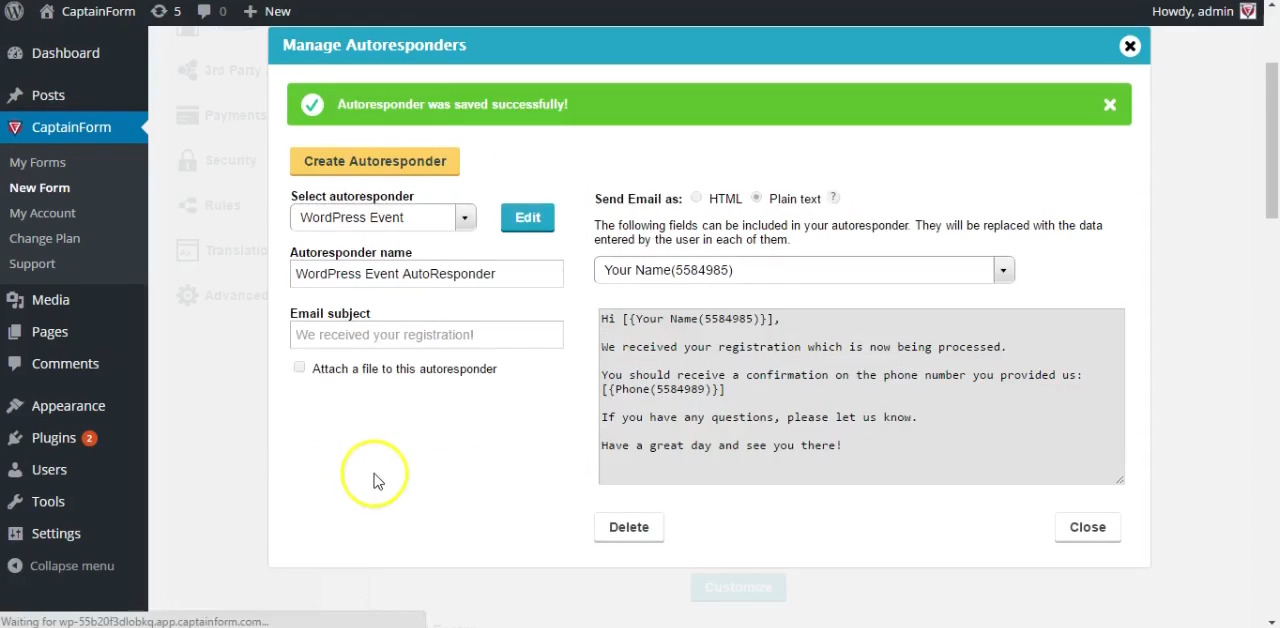 CaptainForm 5 0 New Howdy, admin
Dashboard
Posts
CaptainForm
My Forms
New Form
My Account
Change Plan
Support
Media
Pages
Comments
Appearance
Plugins 2
Users
Tools
Settings
Collapse menu
3rd Party
Payments
Security
Rules
Translatio
Advanced
Manage Autoresponders
Autoresponder was saved successfully!
Create Autoresponder
Select autoresponder
WordPress Event
Edit
Autoresponder name
WordPress Event AutoResponder
Email subject
We received your registration!
Attach a file to this autoresponder
Send Email as: HTML Plain text ?
The following fields can be included in your autoresponder. They will be replaced with the data
entered by the user in each of them.
Your Name(5584985)
Hi [{Your Name(5584985)}],
We received your registration which is now being processed.
You should receive a confirmation on the phone number you provided us:
[{Phone(5584989)}]
If you have any questions, please let us know.
Have a great day and see you there!
Delete
Close
Customize
Waiting for wp-55b20f3dlobkq.app.captainform.com...